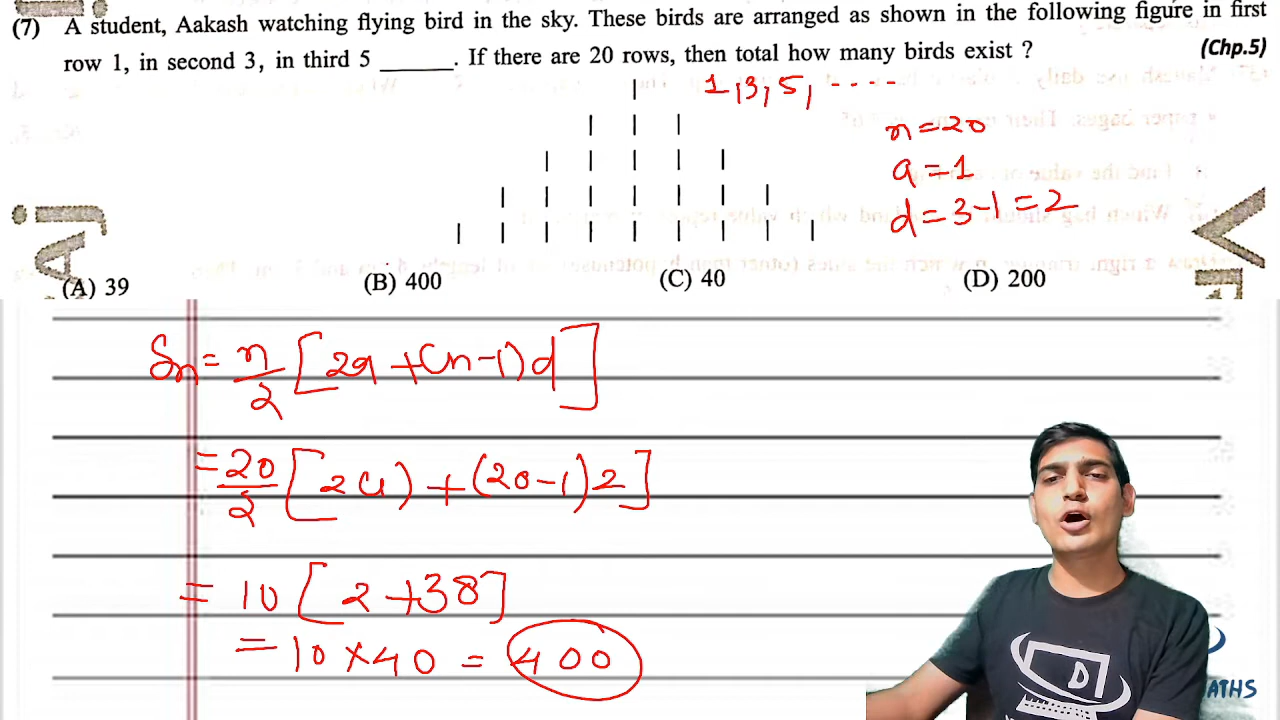 (7) A student, Aakash watching flying bird in the sky. These birds are arranged as shown in the following figure in first
row 1, in second 3, in third 5 ______. If there are 20 rows, then total how many birds exist ?
(Chp.5)
1, 3, 5, ----
n = 20
a = 1
d = 3-1 = 2
(A) 39 (B) 400 (C) 40 (D) 200
Sn = n/2 [2a + (n-1)d]
= 20/2 [2(1) + (20-1)2]
= 10 [2+38]
= 10 × 40 = 400
D
ATHS